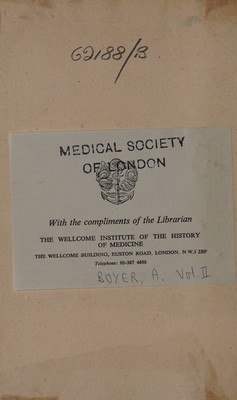 62188/B
MEDICAL SOCIETY
OF LONDON
With the compliments of the Librarian
THE WELLCOME INSTITUTE OF THE HISTORY
OF MEDICINE
THE WELLCOME BUILDING, EUSTON ROAD, LONDON, N.W.1 2BP
Telephone: 01-387 4688
BOYER, A. Vol II